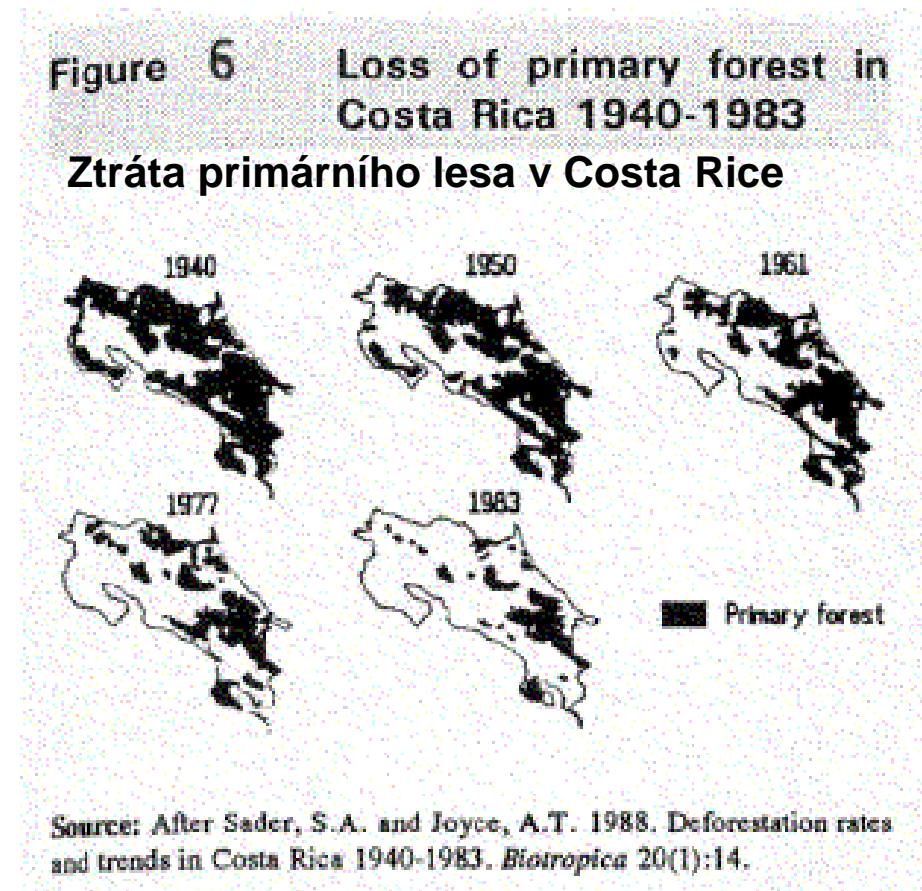 Figure 6 Loss of primary forest in
Costa Rica 1940-1983
Ztráta primárního lesa v Costa Rice
1940 1950 1961
1977 1983
Primary forest
Source: After Sader, S.A. and Joyce, A.T. 1988. Deforestation rates
and trends in Costa Rica 1940-1983. Biotropica 20(1):14.